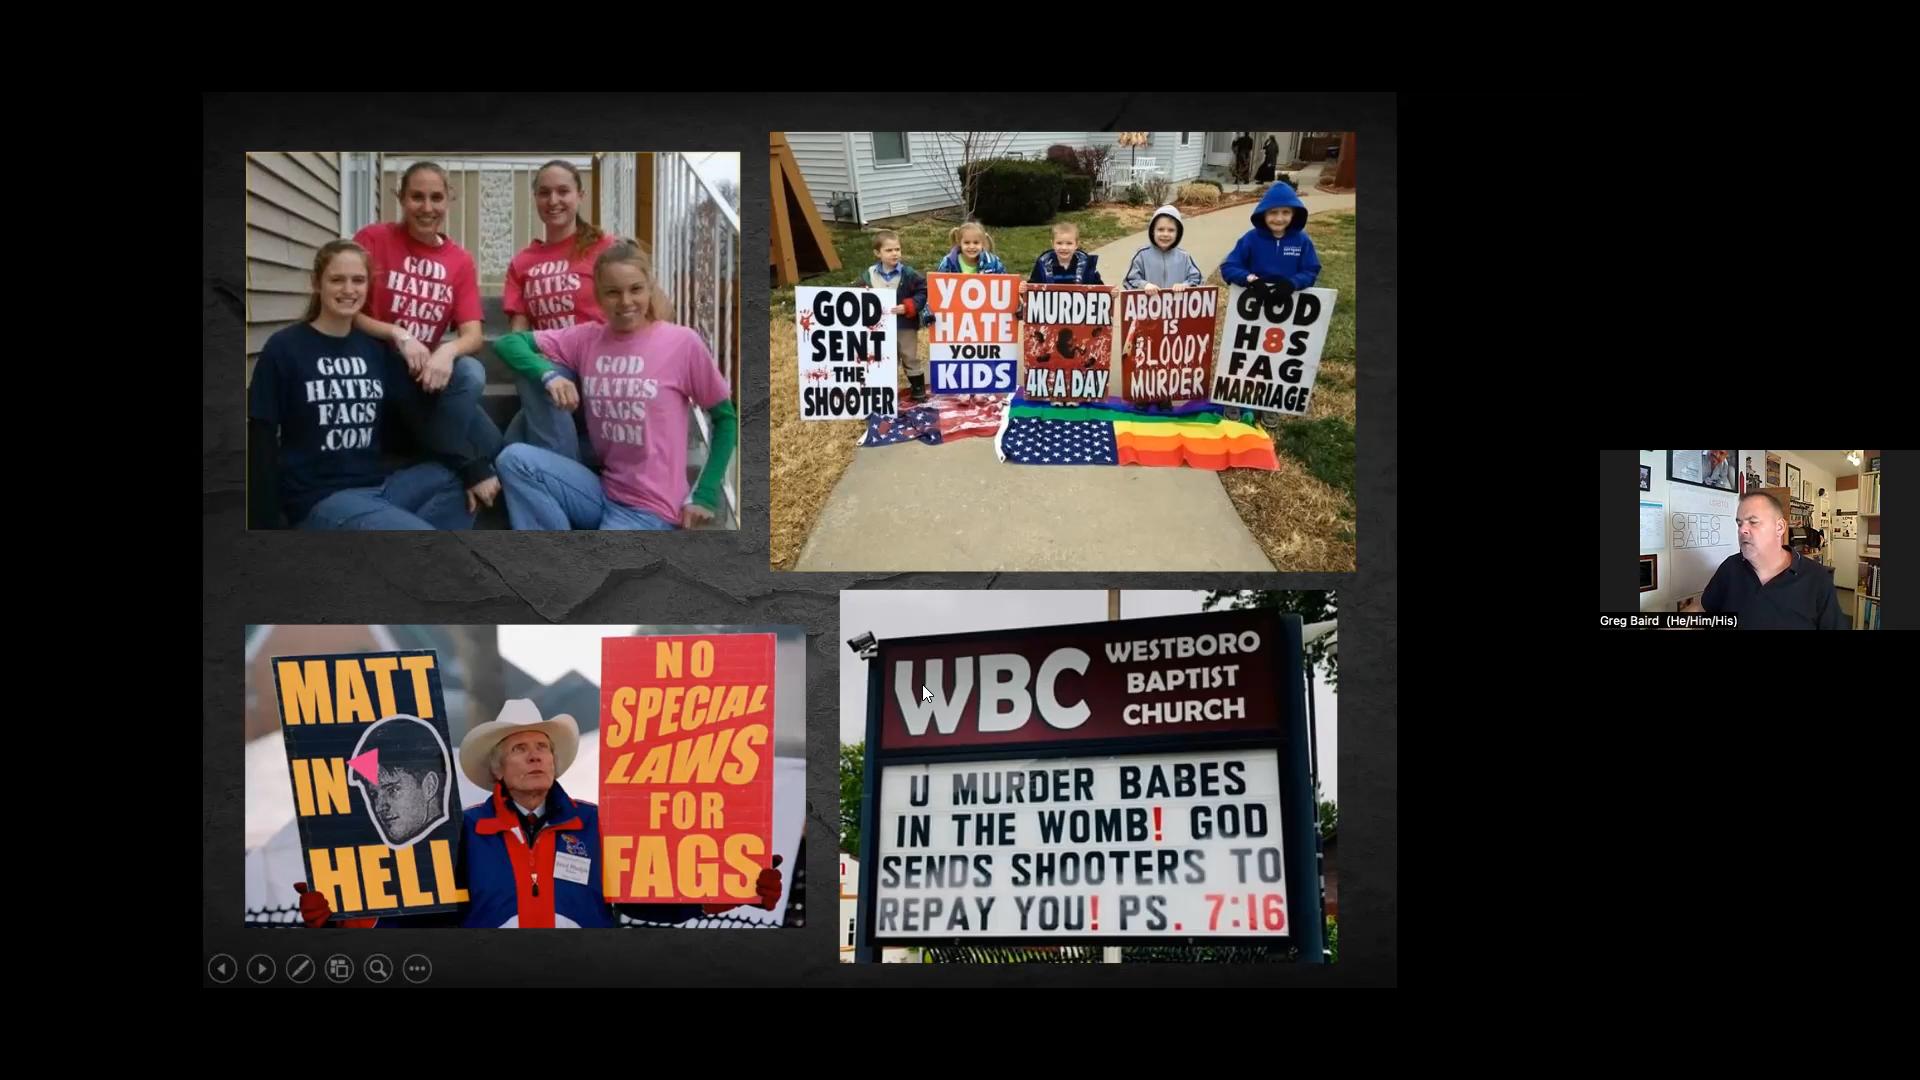 GOD
HATES
FAGS
.COM
GOD
HATES
FAGS
COM
GOD
HATES
FAGS
COM
GOD
HATES
FAGS
.COM
GOD
SENT
THE
SHOOTER
YOU
HATE
YOUR
KIDS
MURDER
4K A DAY
ABORTION
IS
BLOODY
MURDER
GOD
H8S
FAG
MARRIAGE
MATT
IN
HELL
NO
SPECIAL
LAWS
FOR
FAGS
WBC
WESTBORO
BAPTIST
CHURCH
U MURDER BABES
IN THE WOMB! GOD
SENDS SHOOTERS TO
REPAY YOU! PS. 7:16
GREG
BAIRD
Greg Baird (He/Him/His)